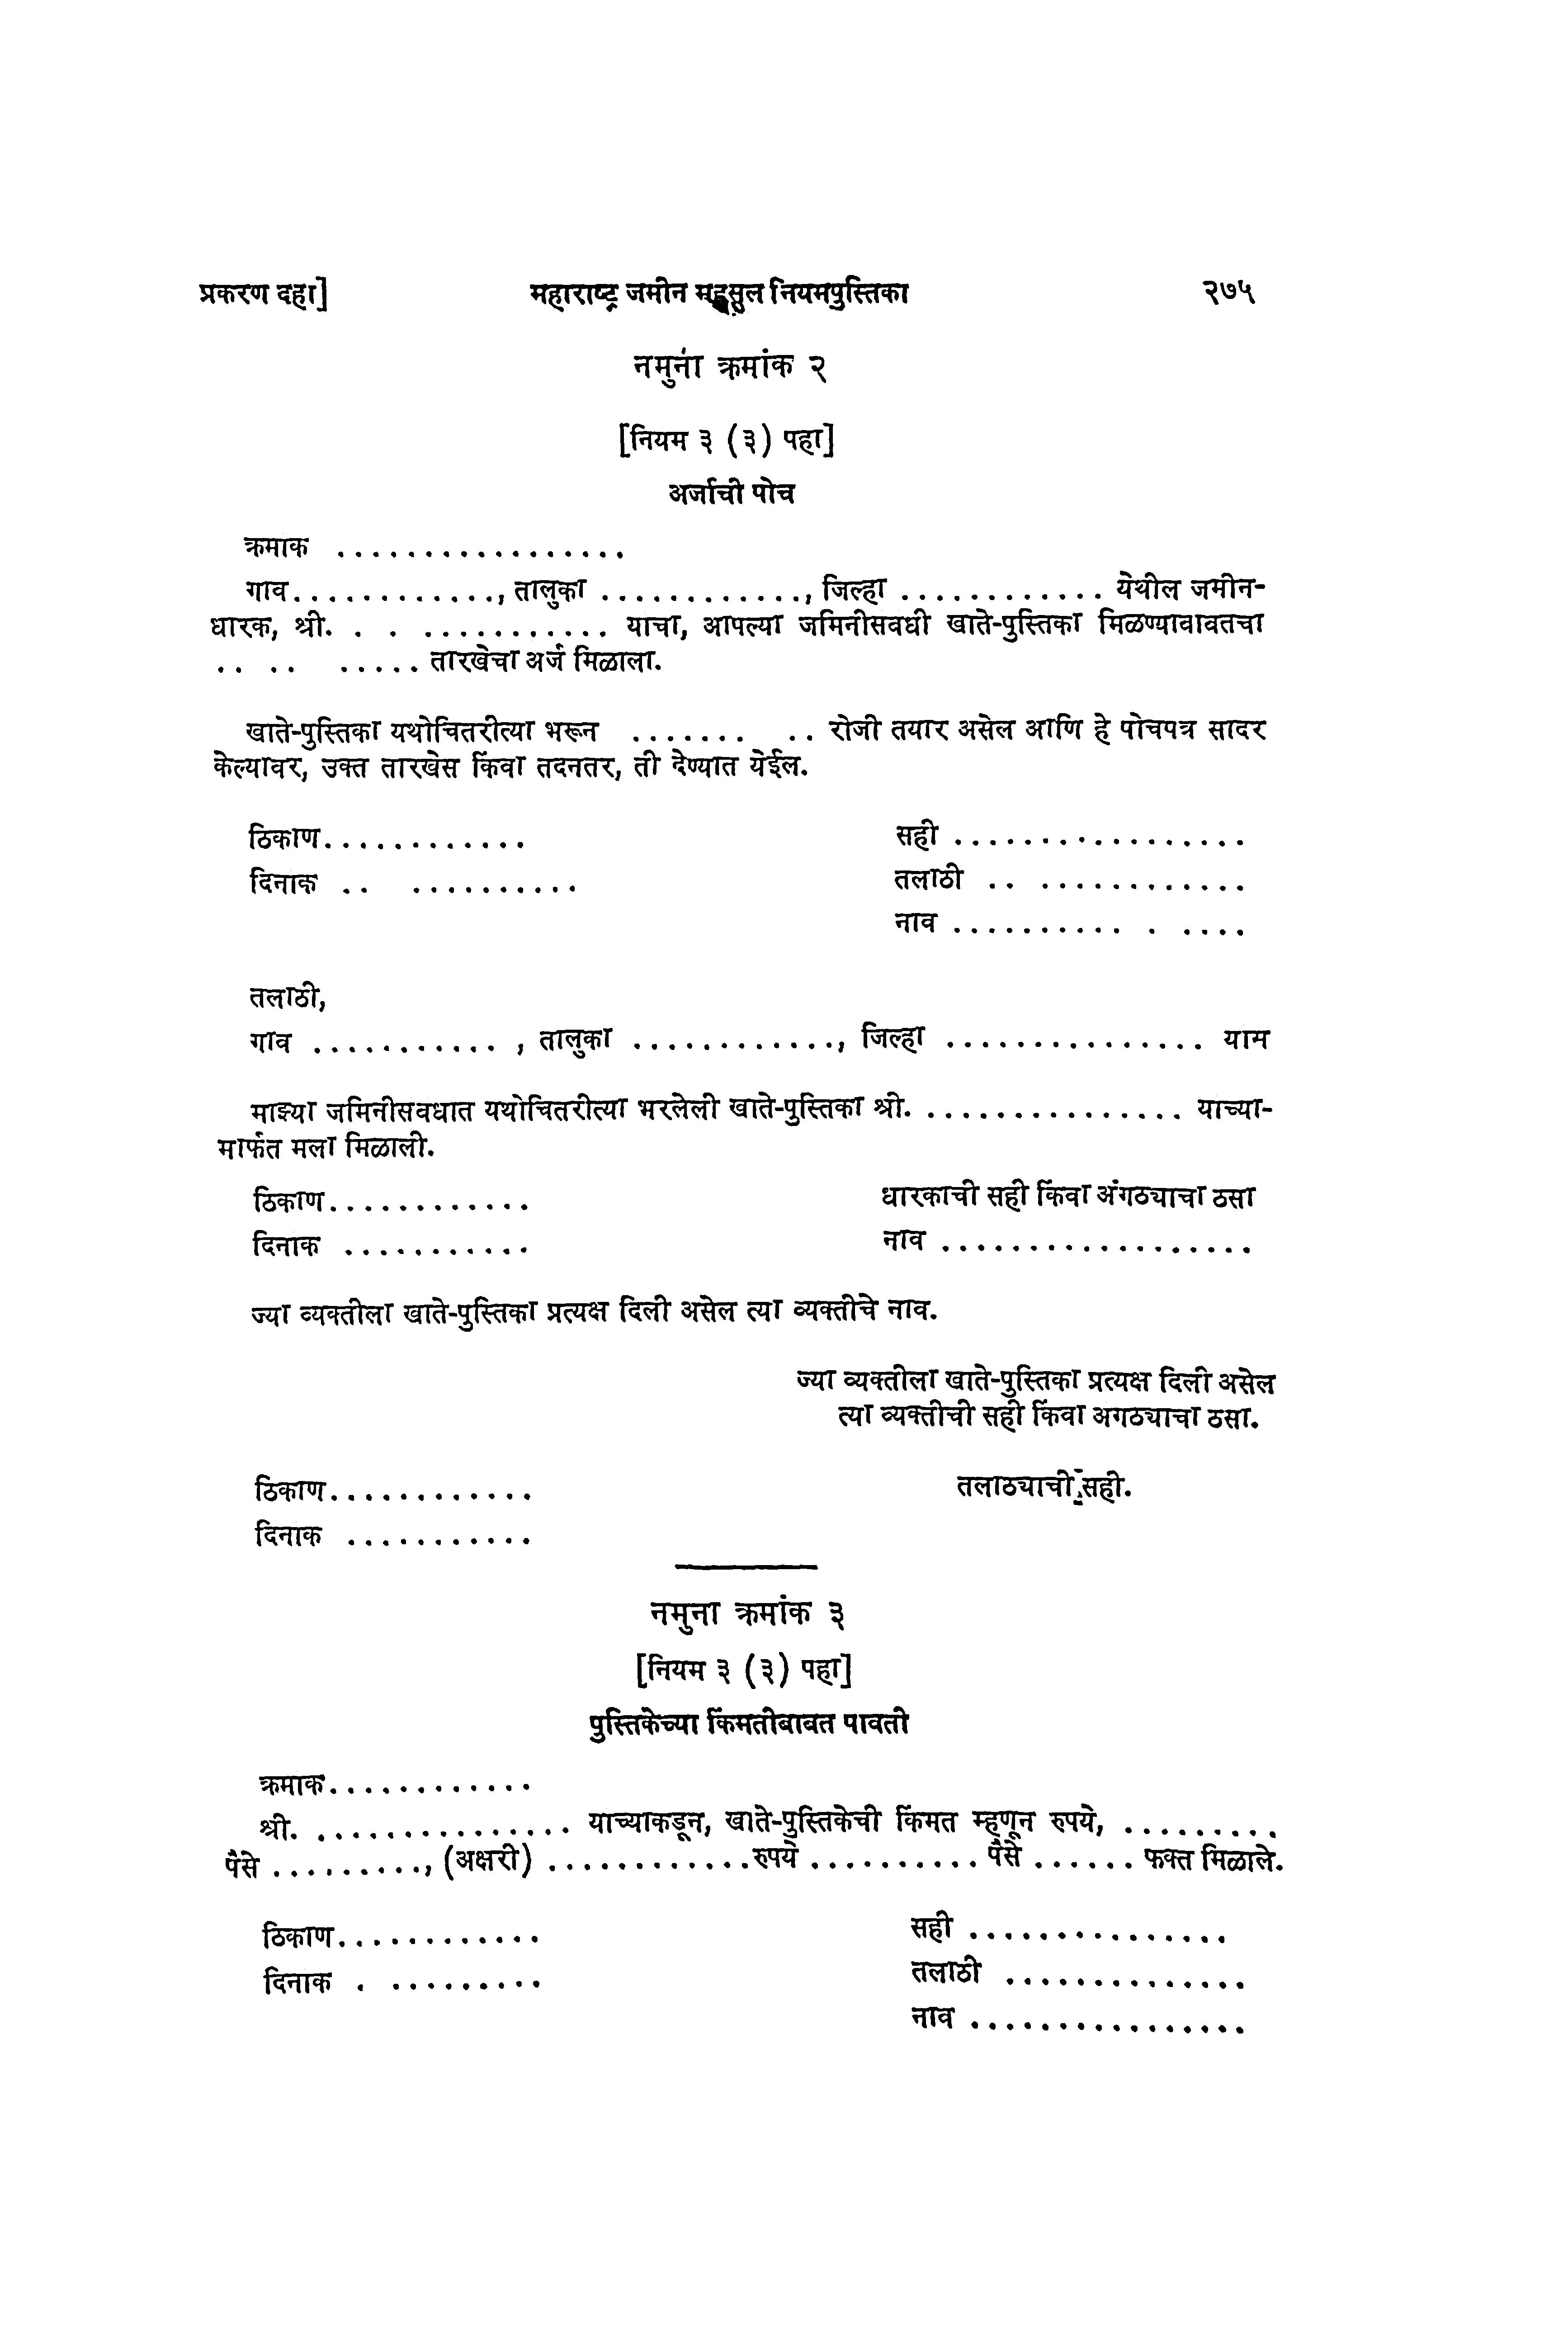 प्रकरण दहा] महाराष्ट्र जमीन महसुल नियमपुस्तिका २७५
नमुना क्रमांक २
[नियम ३ (३) पहा]
अर्जाची पोच
क्रमाक . . . . . . . . . . . . . . . . .
गाव. . . . . . . . . . . ., तालुका . . . . . . . . . . . ., जिल्हा . . . . . . . . . . . . येथील जमीन-
धारक, श्री. . . . . . . . . . . . . . याचा, आपल्या जमिनीसवधी खाते-पुस्तिका मिळण्यावावतचा
. . . . . . . . . तारखेचा अर्ज मिळाला.
खाते-पुस्तिका यथोचितरीत्या भरून . . . . . . . . . रोजी तयार असेल आणि हे पोचपत्र सादर
केल्यावर, उक्त तारखेस किंवा तदनतर, ती देण्यात येईल.
ठिकाण. . . . . . . . . . . . सही . . . . . . . . . . . . . . . . .
दिनाक . . . . . . . . . . . . तलाठी . . . . . . . . . . . . . .
नाव . . . . . . . . . . . . . . .
तलाठी,
गाव . . . . . . . . . . . , तालुका . . . . . . . . . . . ., जिल्हा . . . . . . . . . . . . . . . याम
माझ्या जमिनीसवधात यथोचितरीत्या भरलेली खाते-पुस्तिका श्री. . . . . . . . . . . . . . . . याच्या-
मार्फत मला मिळाली.
ठिकाण. . . . . . . . . . . . धारकाची सही किंवा अंगठ्याचा ठसा
दिनाक . . . . . . . . . . . नाव . . . . . . . . . . . . . . . . . .
ज्या व्यक्तीला खाते-पुस्तिका प्रत्यक्ष दिली असेल त्या व्यक्तीचे नाव.
ज्या व्यक्तीला खाते-पुस्तिका प्रत्यक्ष दिली असेल
त्या व्यक्तीची सही किंवा अगठ्याचा ठसा.
ठिकाण. . . . . . . . . . . . तलाठ्याची सही.
दिनाक . . . . . . . . . . .
नमुना क्रमांक ३
[नियम ३ (३) पहा]
पुस्तिकेच्या किंमतीबाबत पावती
क्रमाक. . . . . . . . . . . .
श्री. . . . . . . . . . . . . . . . याच्याकडून, खाते-पुस्तिकेची किंमत म्हणून रुपये, . . . . . . . . .
पैसे . . . . . . . . ., (अक्षरी) . . . . . . . . . . . .रुपये . . . . . . . . . . पैसे . . . . . . फक्त मिळाले.
ठिकाण. . . . . . . . . . . . सही . . . . . . . . . . . . . . .
दिनाक . . . . . . . . . . तलाठी . . . . . . . . . . . . . .
नाव . . . . . . . . . . . . . . . .